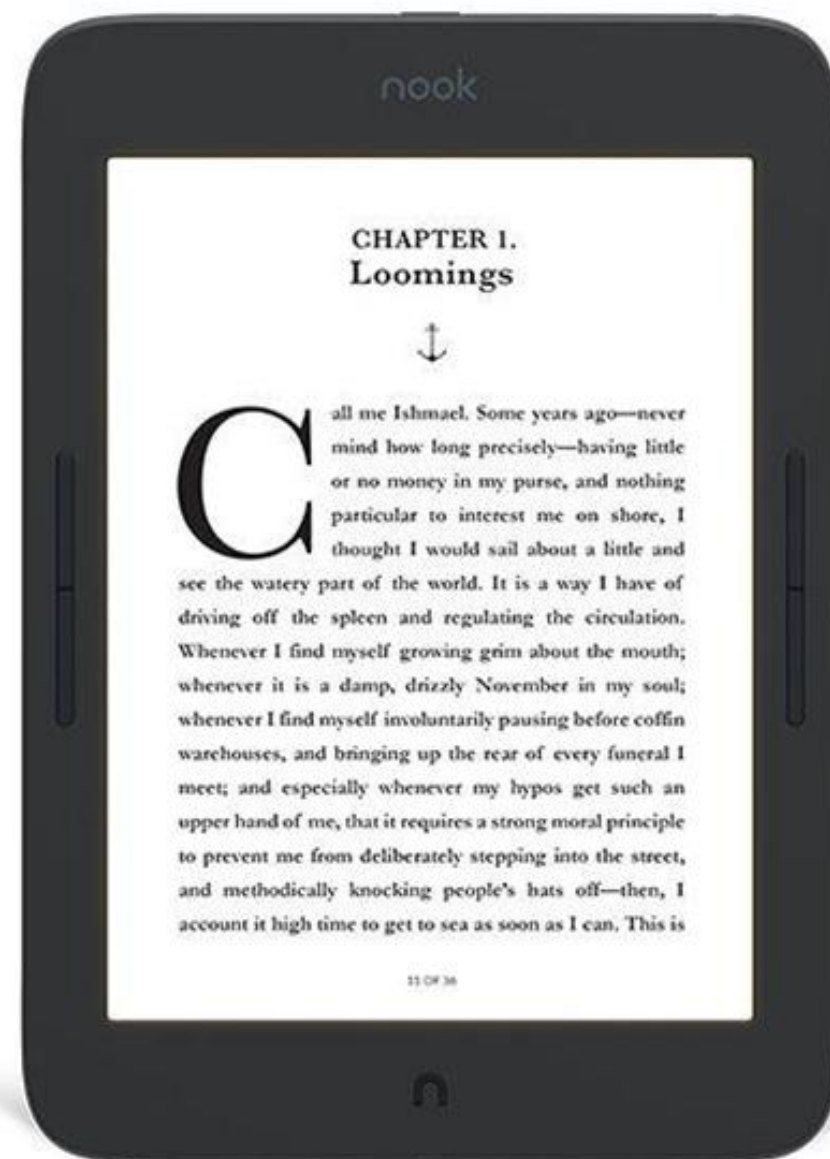 nook
CHAPTER 1.
Loomings
Call me Ishmael. Some years ago—never
mind how long precisely—having little
or no money in my purse, and nothing
particular to interest me on shore, I
thought I would sail about a little and
see the watery part of the world. It is a way I have of
driving off the spleen and regulating the circulation.
Whenever I find myself growing grim about the mouth;
whenever it is a damp, drizzly November in my soul;
whenever I find myself involuntarily pausing before coffin
warehouses, and bringing up the rear of every funeral I
meet; and especially whenever my hypos get such an
upper hand of me, that it requires a strong moral principle
to prevent me from deliberately stepping into the street,
and methodically knocking people's hats off—then, I
account it high time to get to sea as soon as I can. This is
11 OF 36